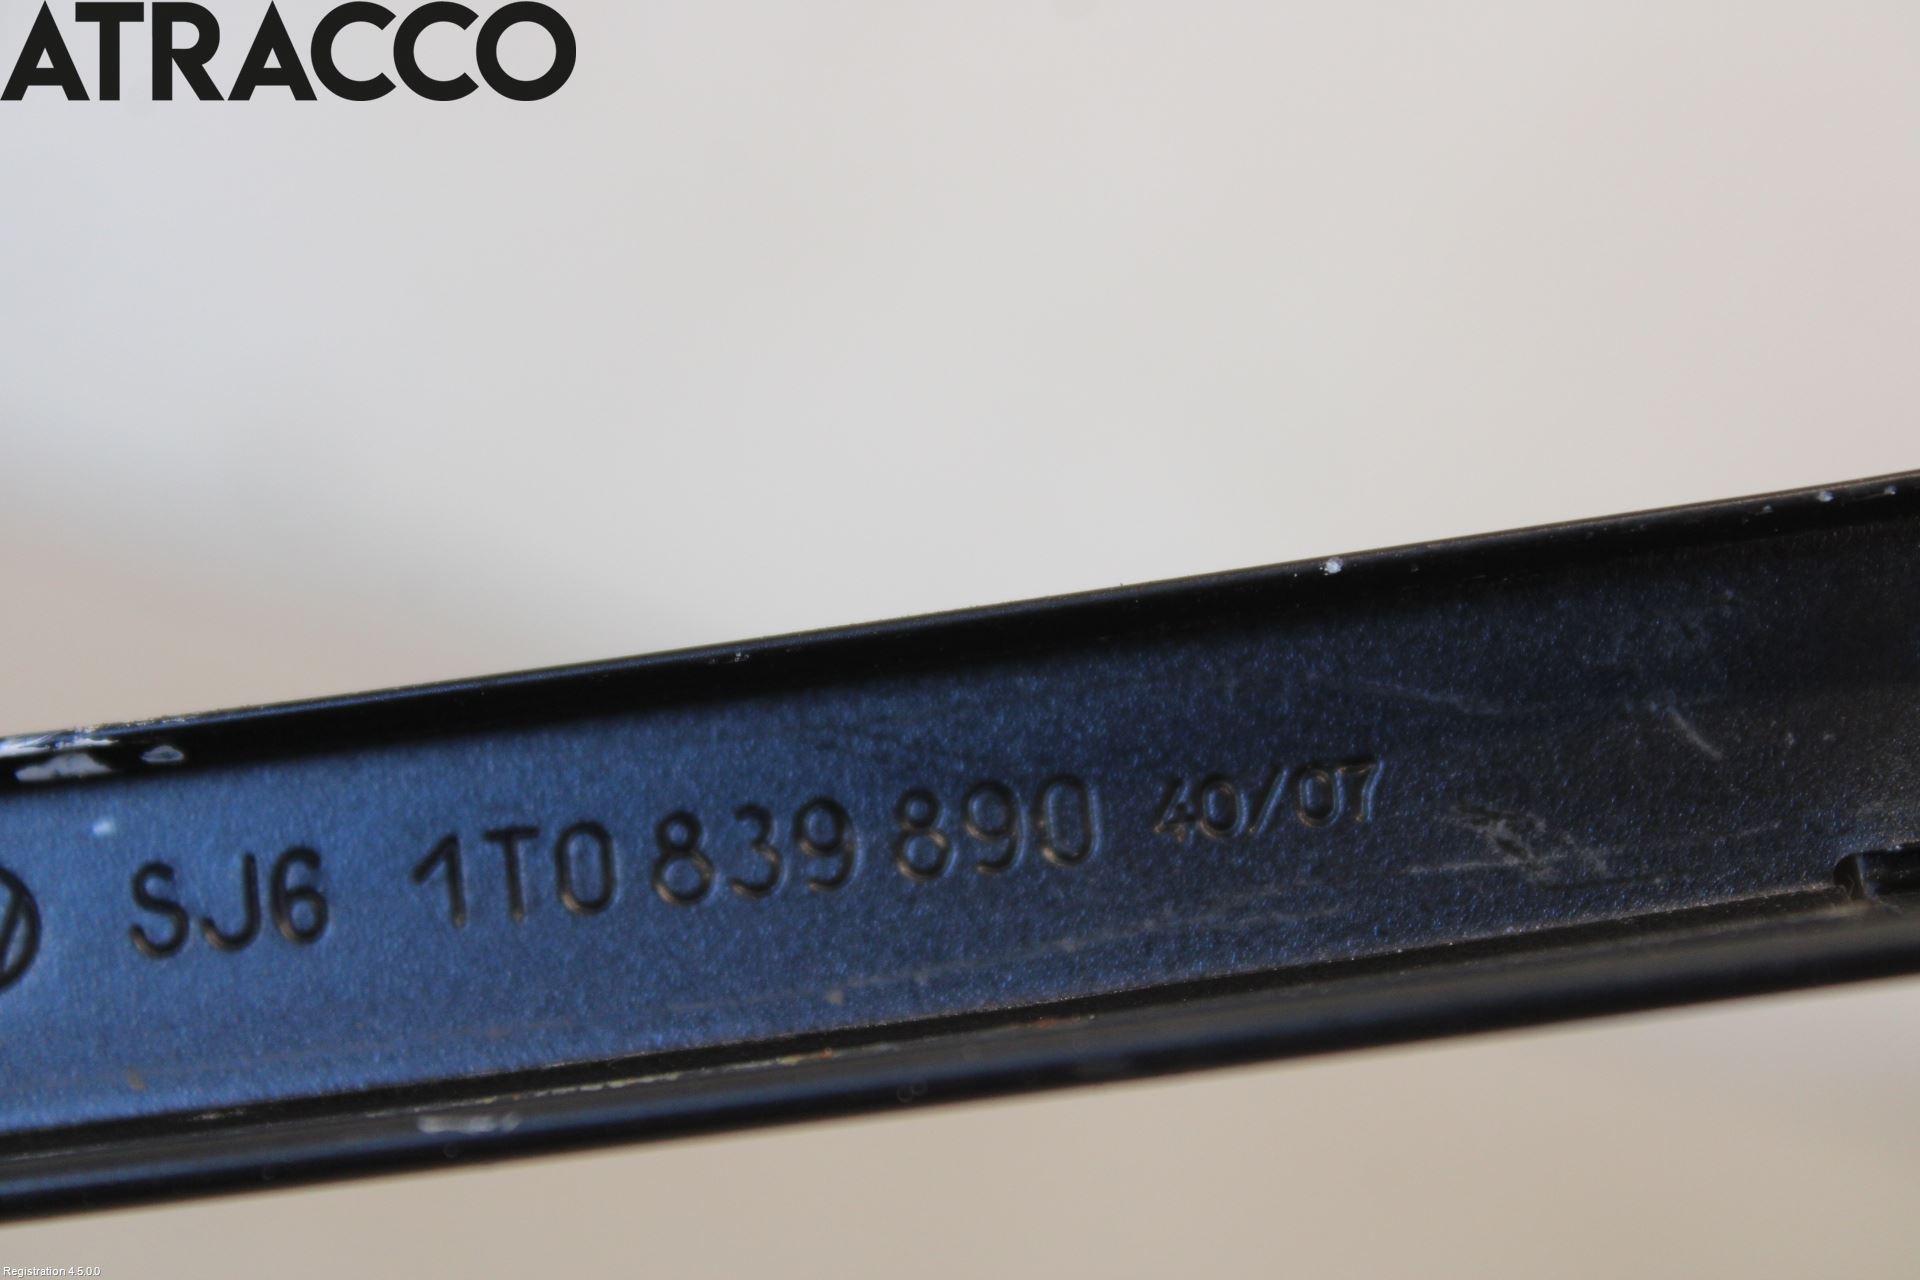 ATRACCO
SJ6 1T0 839 890 40/07
Registration 4.5.0.0